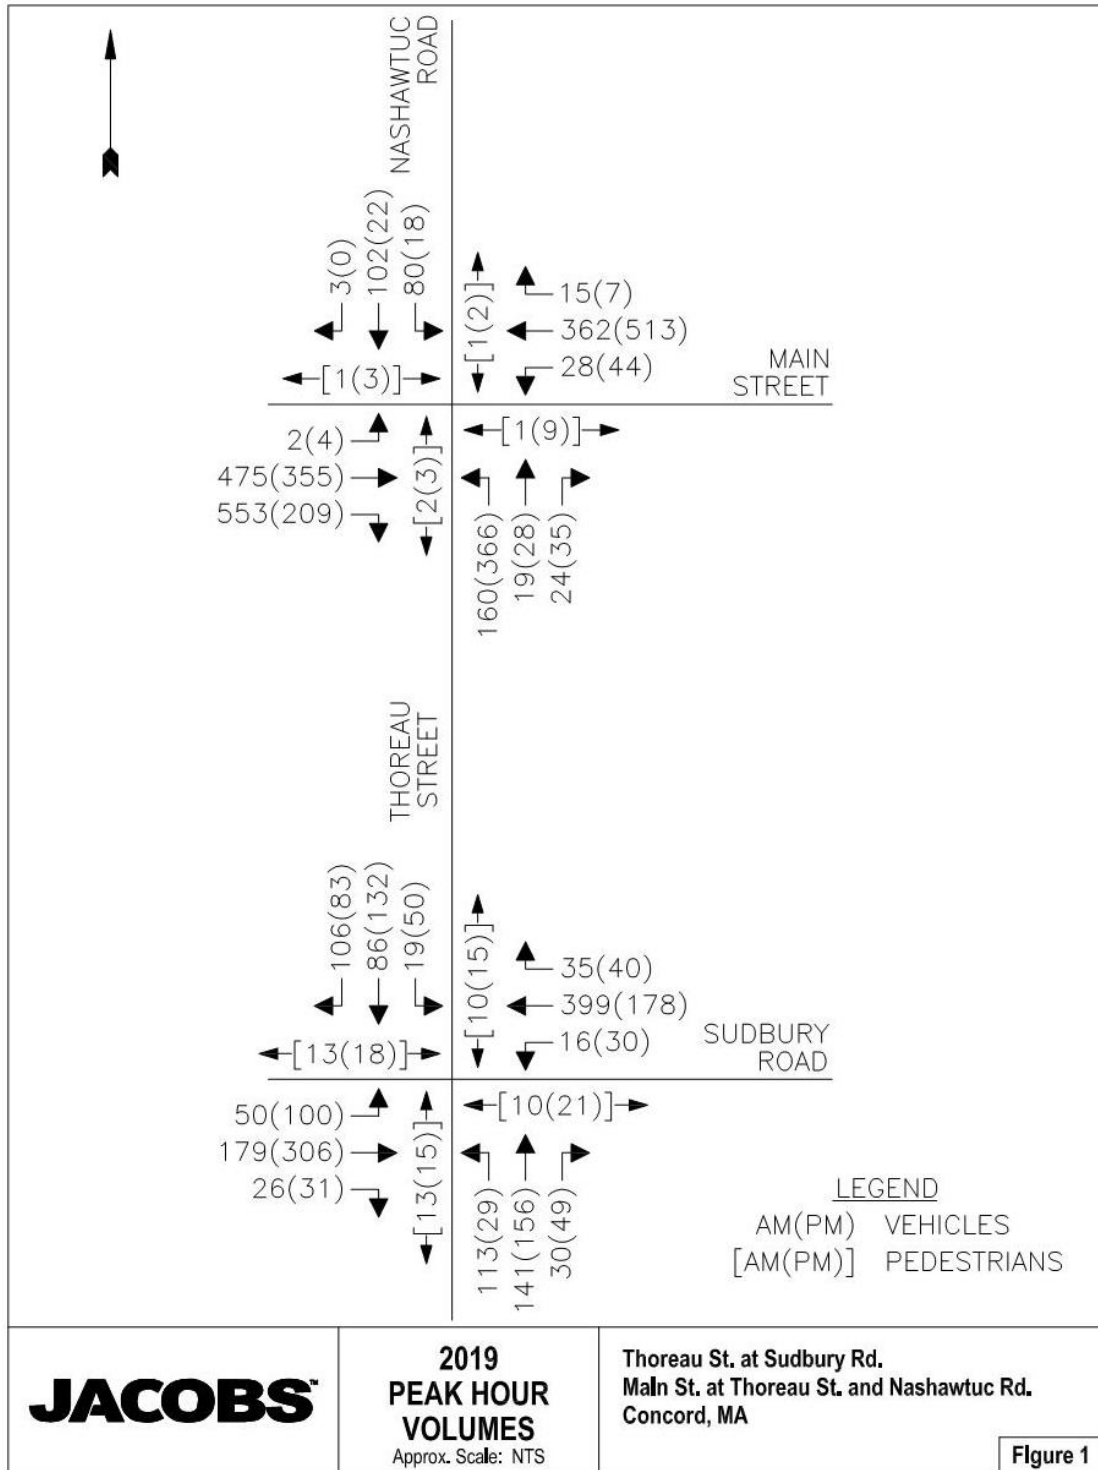 NASHAWTUC
ROAD
3(0)
102(22)
80(18)
[1(2)]
15(7)
362(513)
28(44)
MAIN
STREET
[1(3)]
2(4)
475(355)
553(209)
[2(3)]
[1(9)]
160(366)
19(28)
24(35)
THOREAU
STREET
106(83)
86(132)
19(50)
[10(15)]
35(40)
399(178)
16(30)
SUDBURY
ROAD
[13(18)]
50(100)
179(306)
26(31)
[13(15)]
[10(21)]
113(29)
141(156)
30(49)
LEGEND
AM(PM) VEHICLES
[AM(PM)] PEDESTRIANS
JACOBS™
2019
PEAK HOUR
VOLUMES
Approx. Scale: NTS
Thoreau St. at Sudbury Rd.
Main St. at Thoreau St. and Nashawtuc Rd.
Concord, MA
Figure 1